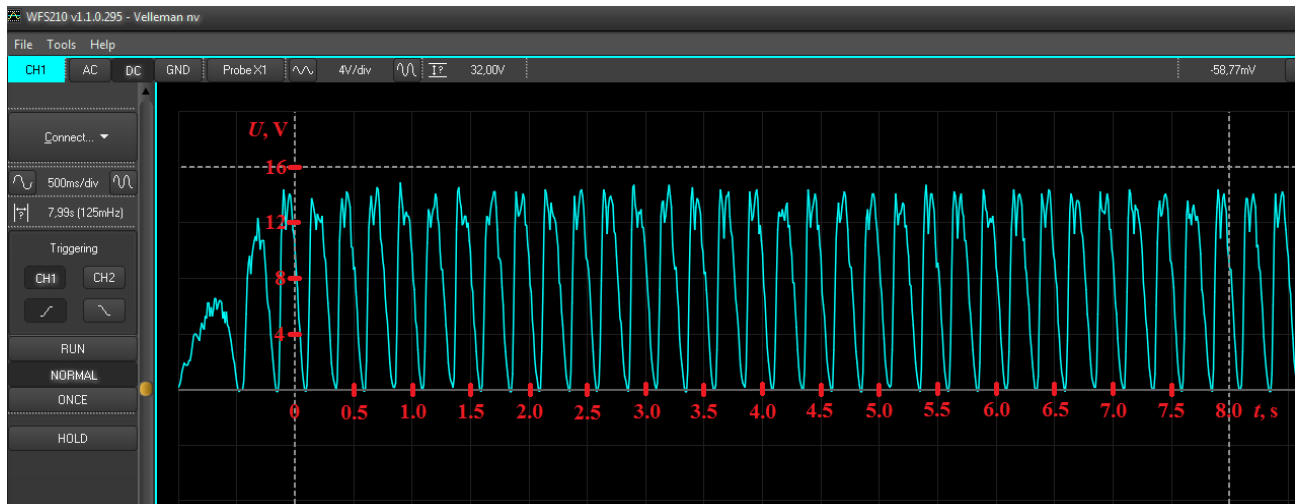 WFS210 v1.1.0.295 - Velleman nv
File Tools Help
CH1 AC DC GND Probe X1 4V/div 32,00V -58,77mV
Connect...
500ms/div
7,99s (125mHz)
Triggering
CH1 CH2
RUN
NORMAL
ONCE
HOLD
U, V
16
12
8
4
0 0.5 1.0 1.5 2.0 2.5 3.0 3.5 4.0 4.5 5.0 5.5 6.0 6.5 7.0 7.5 8.0 t, s